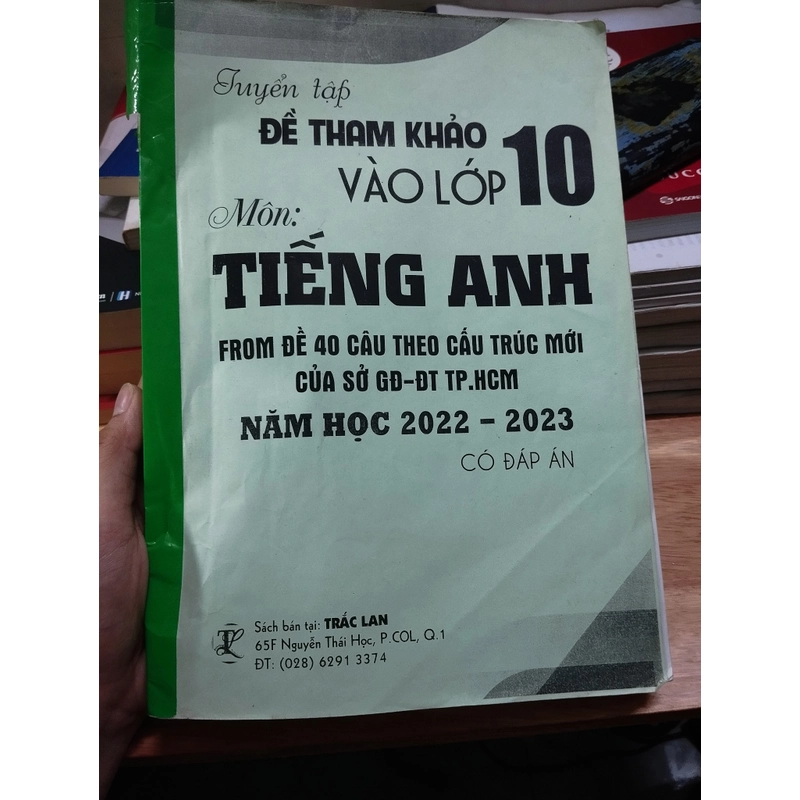 Tuyển tập
ĐỀ THAM KHẢO
VÀO LỚP 10
Môn:
TIẾNG ANH
FROM ĐỀ 40 CÂU THEO CẤU TRÚC MỚI
CỦA SỞ GĐ-ĐT TP.HCM
NĂM HỌC 2022 - 2023
CÓ ĐÁP ÁN
Sách bán tại: TRẮC LAN
65F Nguyễn Thái Học, P.COL, Q.1
ĐT: (028) 6291 3374